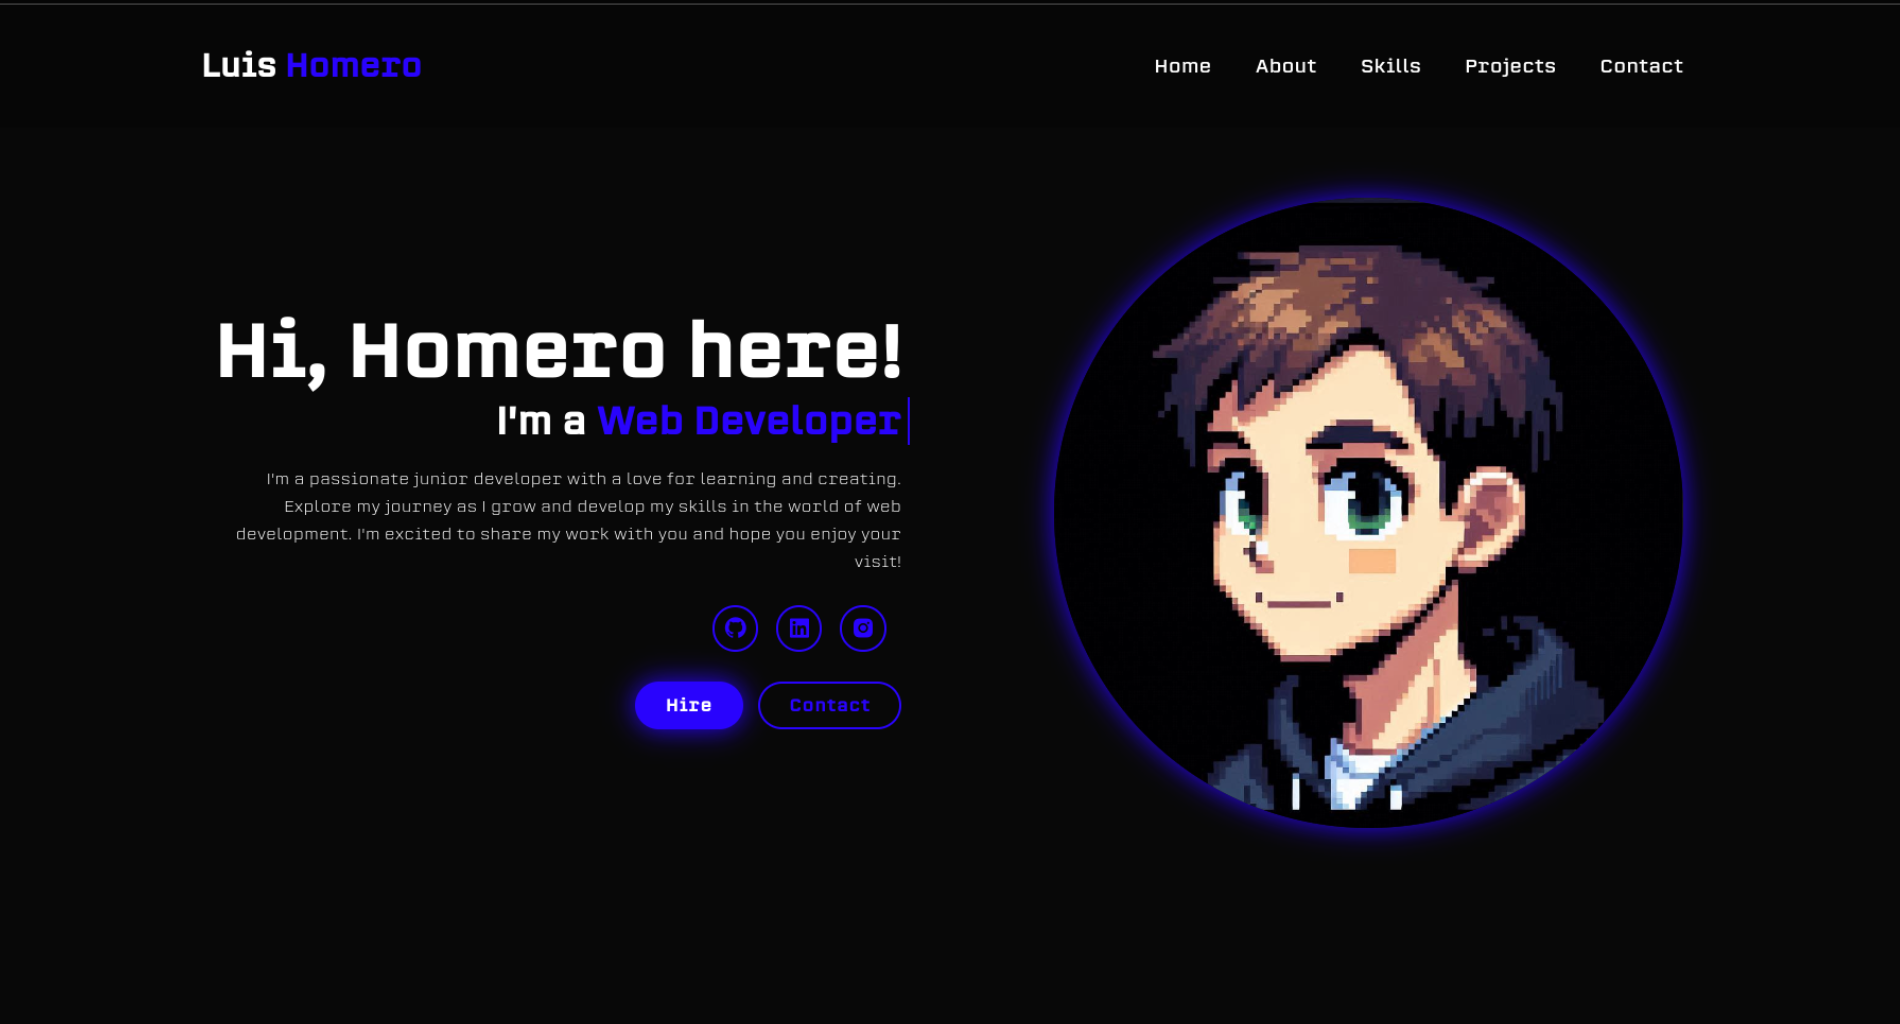 Luis Homero
Home About Skills Projects Contact
Hi, Homero here!
I'm a Web Developer
I'm a passionate junior developer with a love for learning and creating.
Explore my journey as I grow and develop my skills in the world of web
development. I'm excited to share my work with you and hope you enjoy your
visit!
in
Hire Contact